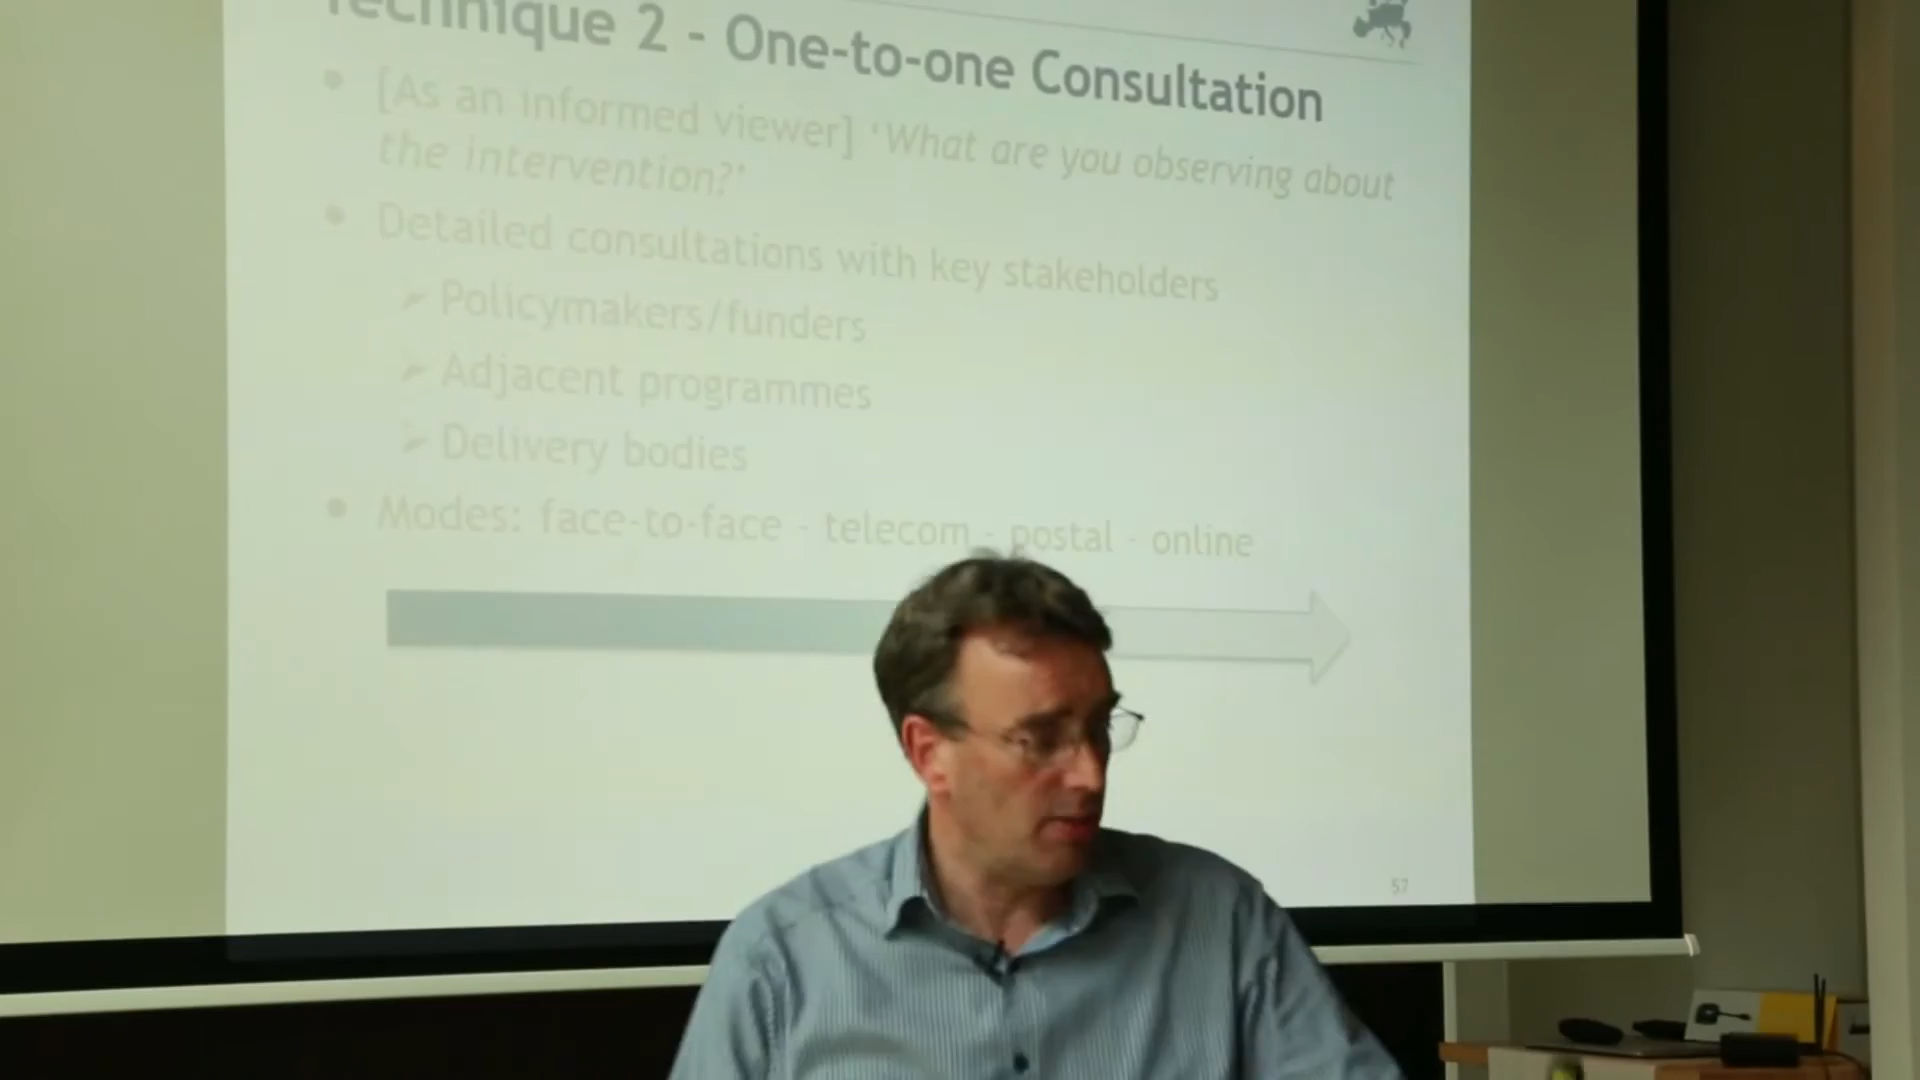 Technique 2 - One-to-one Consultation
[As an informed viewer] ‘What are you observing about
the intervention?’
Detailed consultations with key stakeholders
Policymakers/funders
Adjacent programmes
Delivery bodies
Modes: face-to-face - telecom - postal - online
57